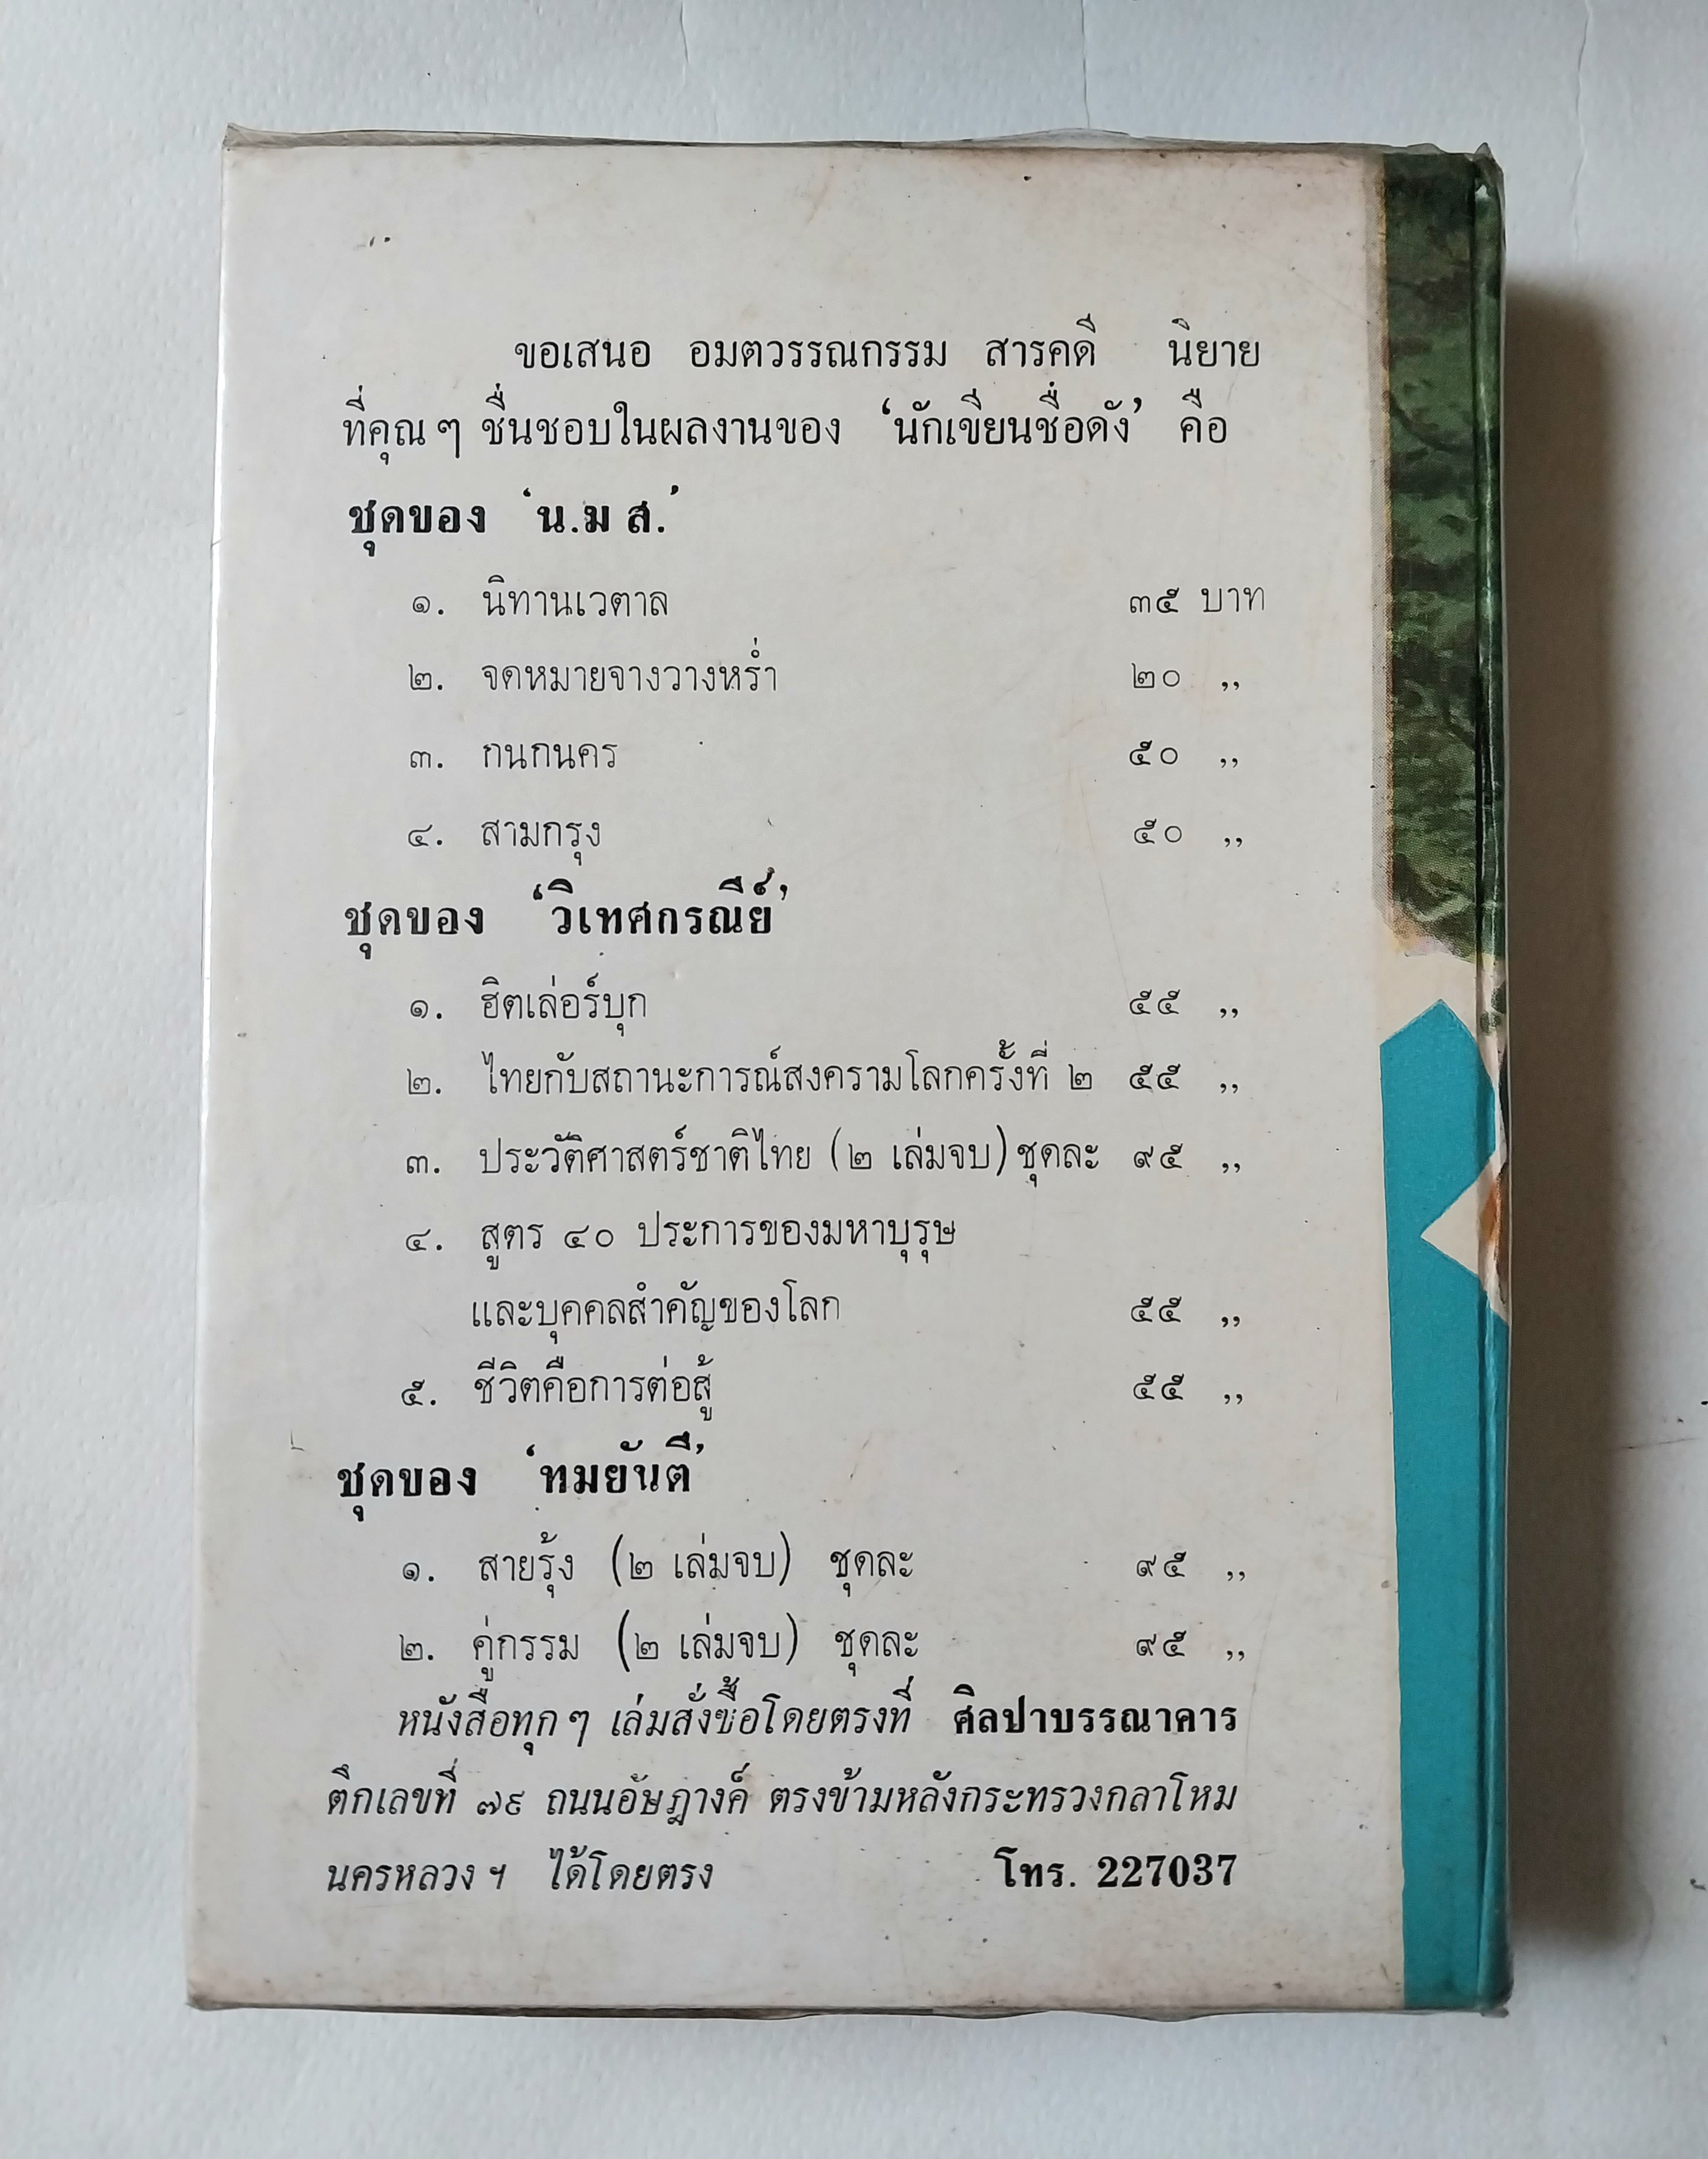 ขอเสนอ อมตวรรณกรรม สารคดี นิยาย
ที่คุณ ๆ ชื่นชอบในผลงานของ ‘นักเขียนชื่อดัง’ คือ
ชุดของ ‘น.ม ส.’
๑. นิทานเวตาล ๓๕ บาท
๒. จดหมายจางวางหร่ำ ๒๐ ,,
๓. กนกนคร ๕๐ ,,
๔. สามกรุง ๕๐ ,,
ชุดของ ‘วิเทศกรณีย์’
๑. ฮิตเล่อร์บุก ๕๕ ,,
๒. ไทยกับสถานะการณ์สงครามโลกครั้งที่ ๒ ๕๕ ,,
๓. ประวัติศาสตร์ชาติไทย (๒ เล่มจบ) ชุดละ ๙๕ ,,
๔. สูตร ๔๐ ประการของมหาบุรุษ
และบุคคลสำคัญของโลก ๕๕ ,,
๕. ชีวิตคือการต่อสู้ ๕๕ ,,
ชุดของ ‘ทมยันตี’
๑. สายรุ้ง (๒ เล่มจบ) ชุดละ ๙๕ ,,
๒. คู่กรรม (๒ เล่มจบ) ชุดละ ๙๕ ,,
หนังสือทุก ๆ เล่มสั่งซื้อโดยตรงที่ ศิลปาบรรณาคาร
ตึกเลขที่ ๗๙ ถนนอัษฎางค์ ตรงข้ามหลังกระทรวงกลาโหม
นครหลวง ฯ ได้โดยตรง โทร. 227037